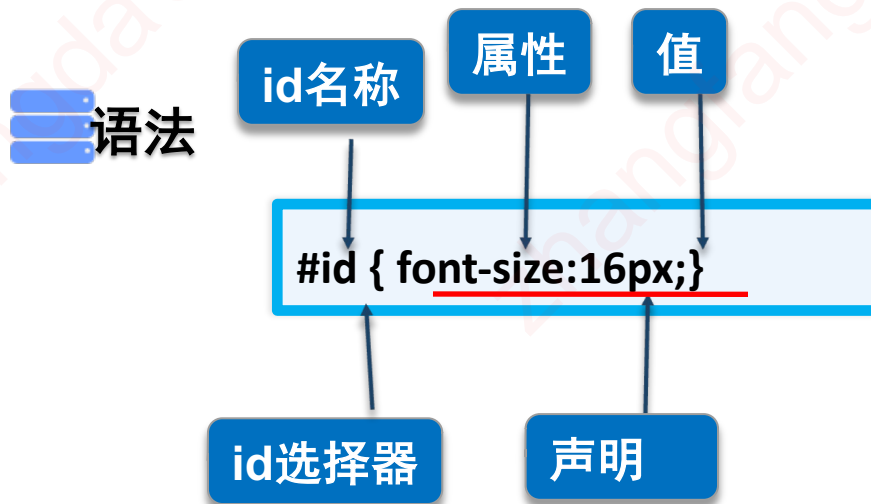 属性
值
id名称
语法
#id { font-size:16px;}
id选择器
声明